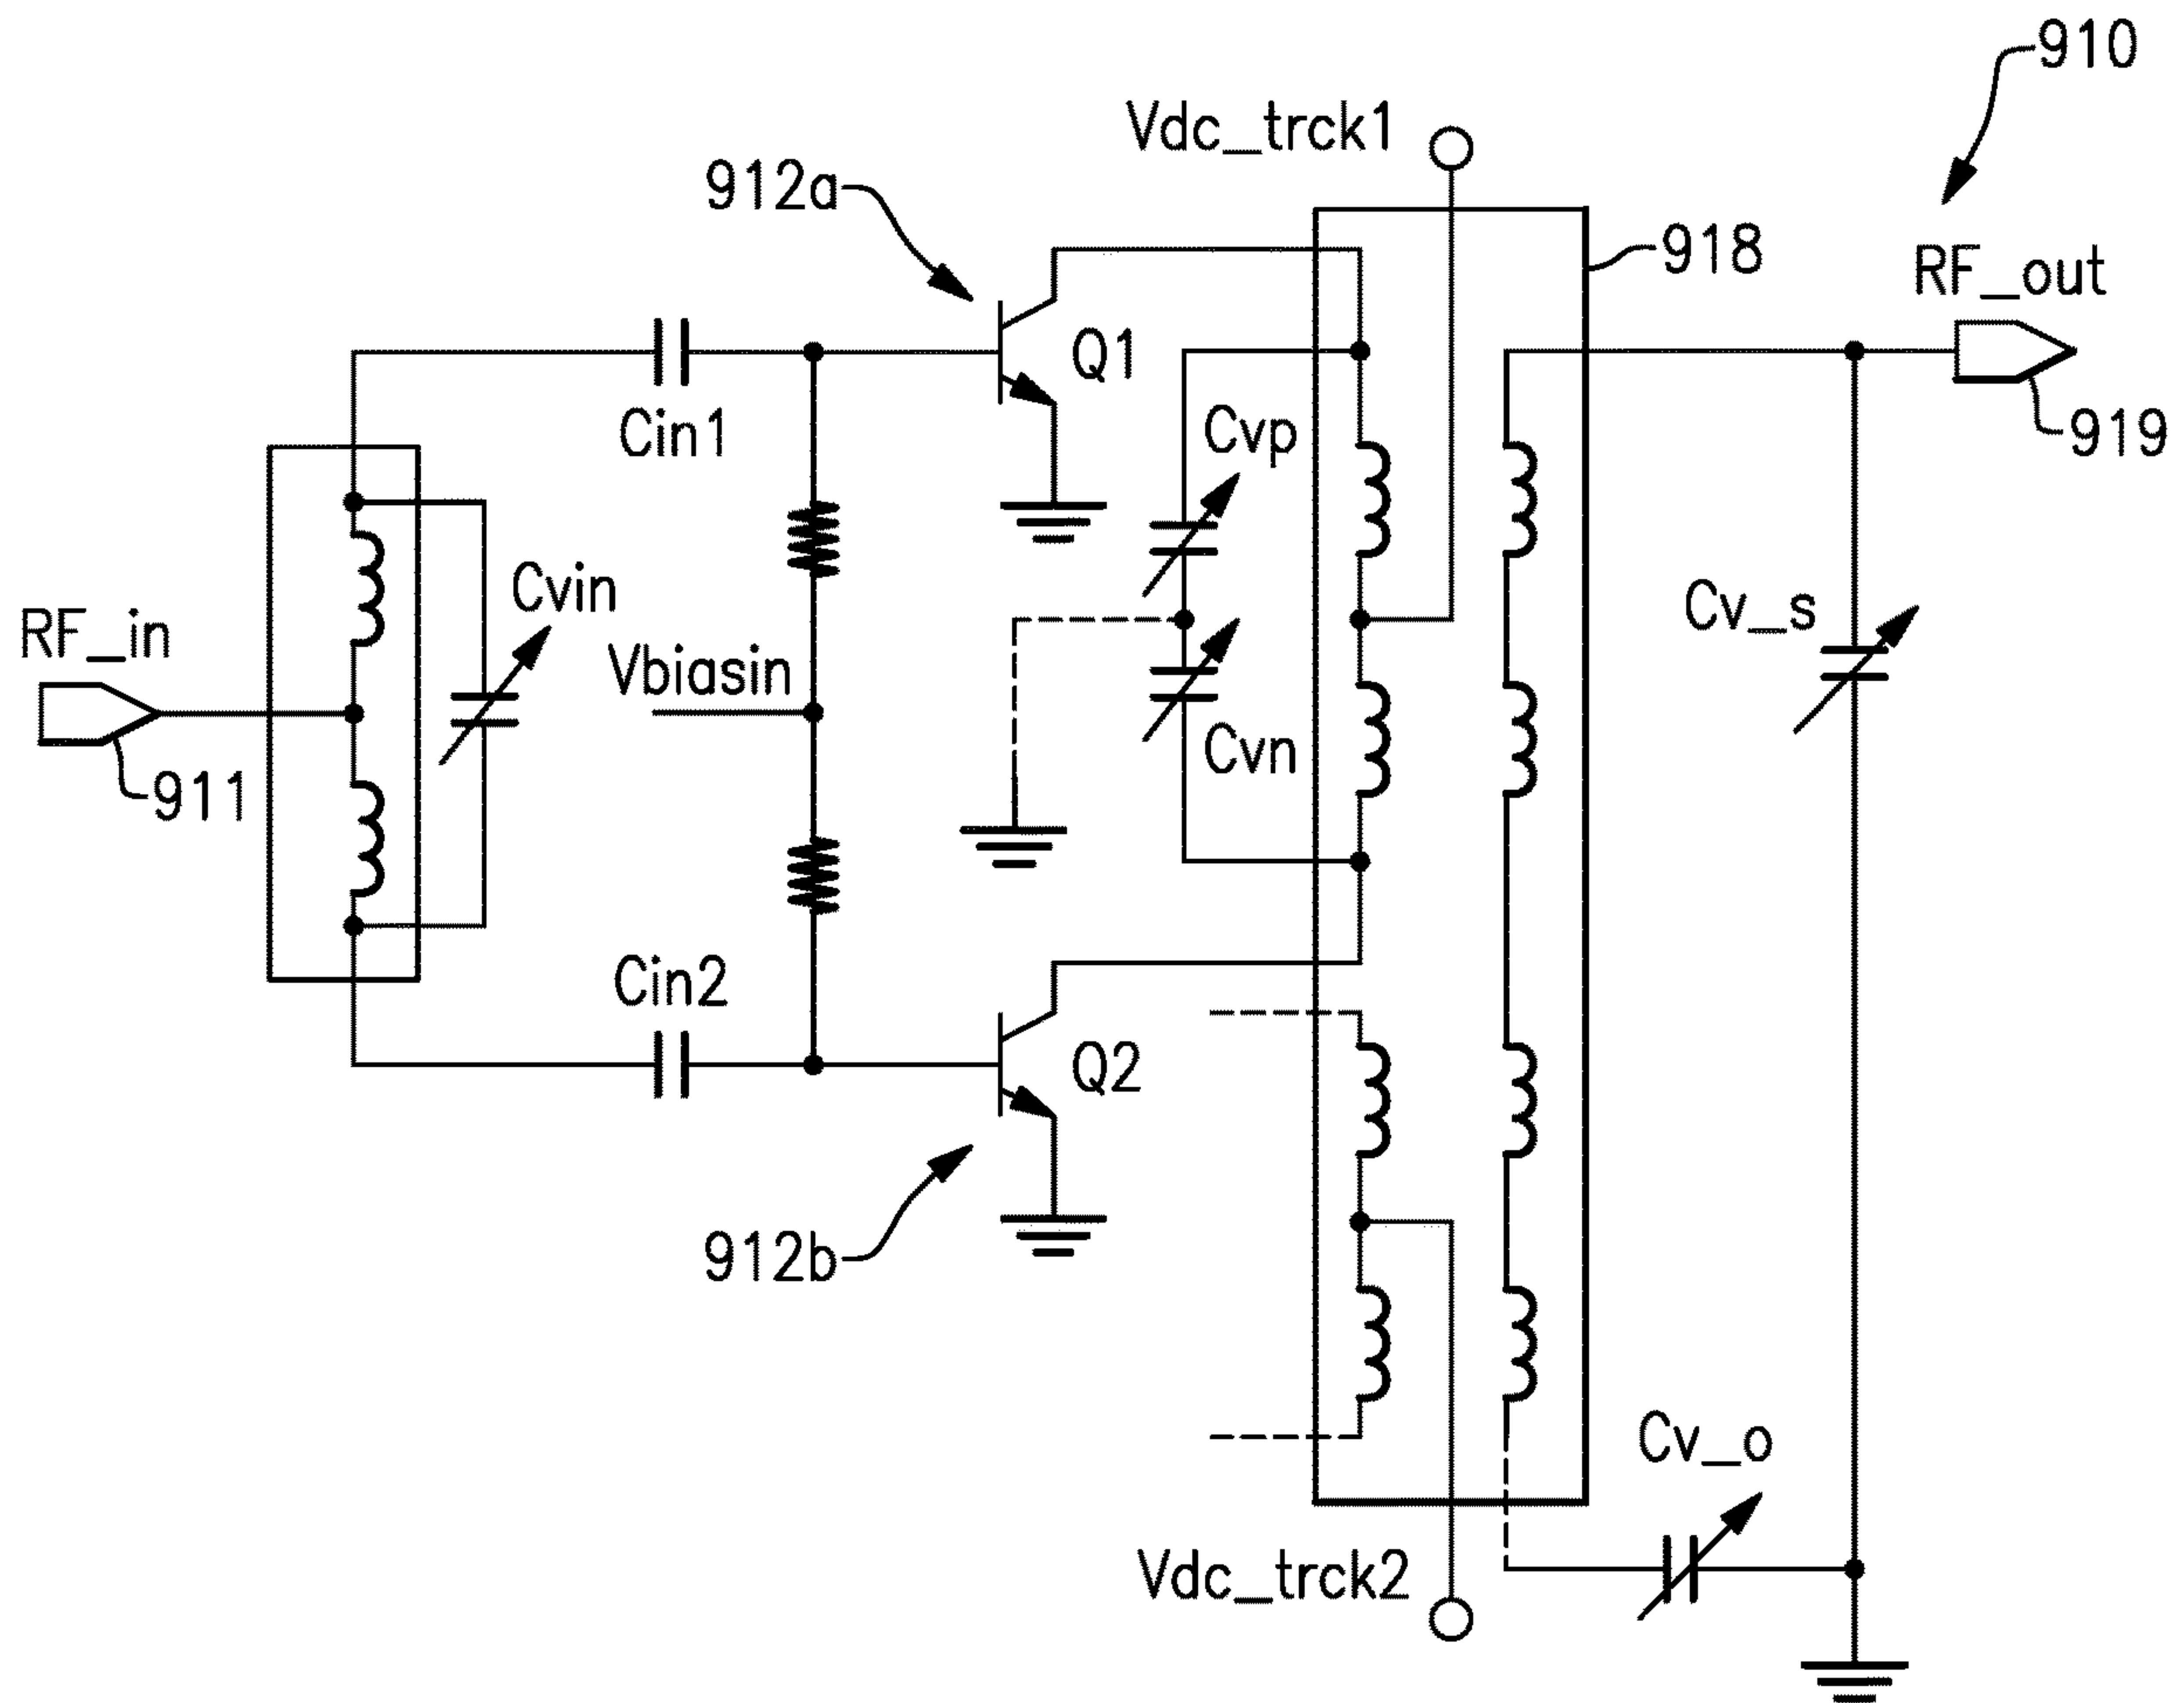 910
Vdc_trck1
912a
918
RF_out
Q1
919
Cin1
Cvp
Cvin
Cv_s
RF_in
Vbiasin
Cvn
911
Cin2
Q2
912b
Cv_o
Vdc_trck2